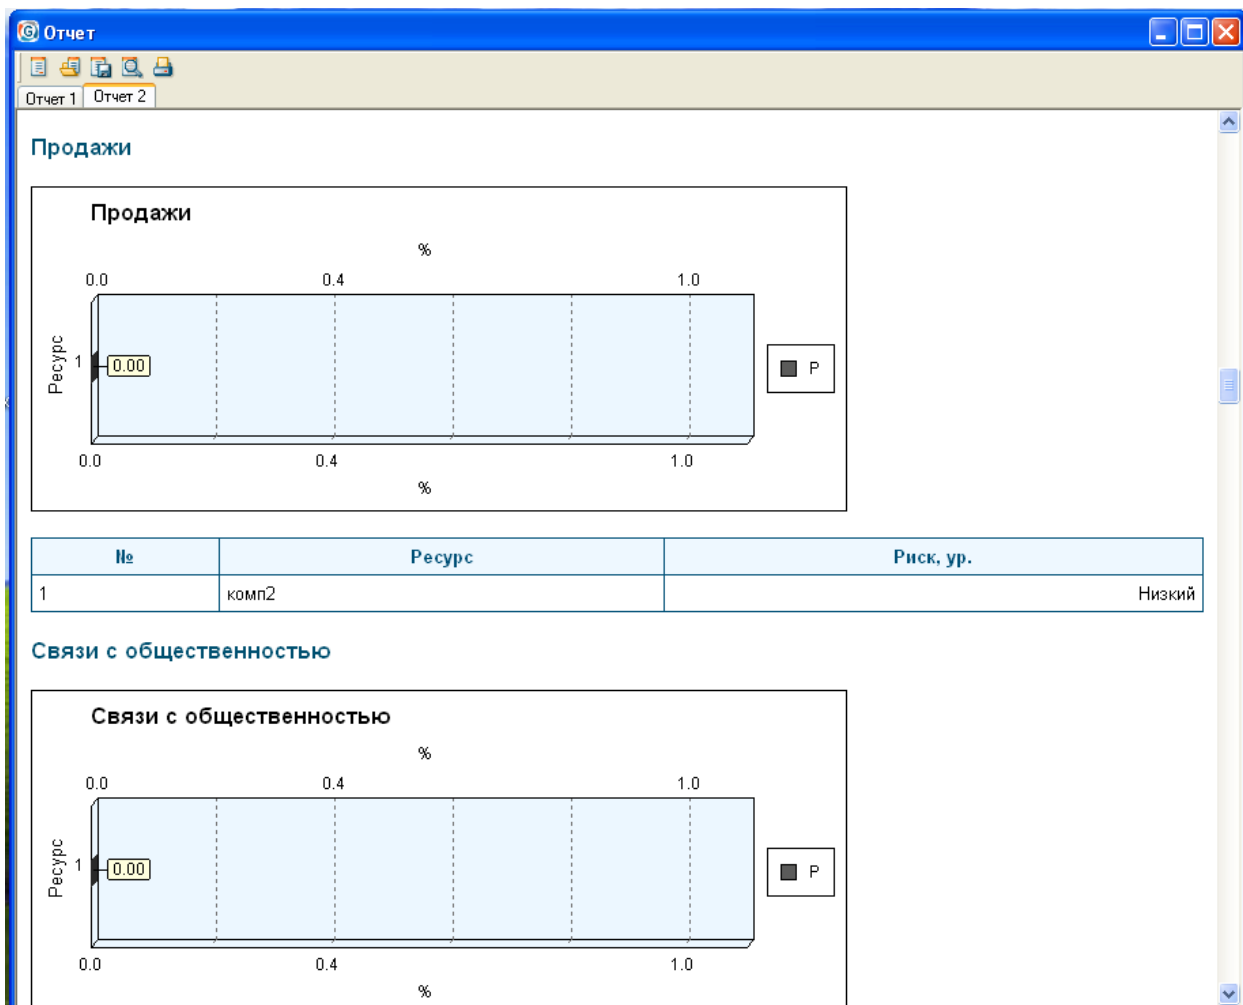 Отчет
Отчет 1 Отчет 2
Продажи
Продажи
%
0.0 0.4 1.0
Ресурс
1 0.00
P
0.0 0.4 1.0
%
№ Ресурс Риск, ур.
1 комп2 Низкий
Связи с общественностью
Связи с общественностью
%
0.0 0.4 1.0
Ресурс
1 0.00
P
0.0 0.4 1.0
%